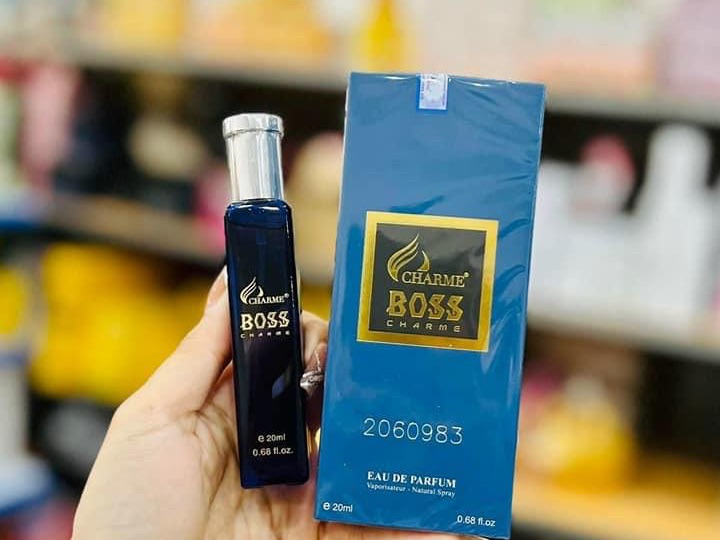 CHARME®
BOSS
CHARME
e 20ml
0.68 fl.oz.
CHARME®
BOSS
CHARME
2060983
EAU DE PARFUM
Vaporisateur - Natural Spray
e 20ml
0.68 fl.oz